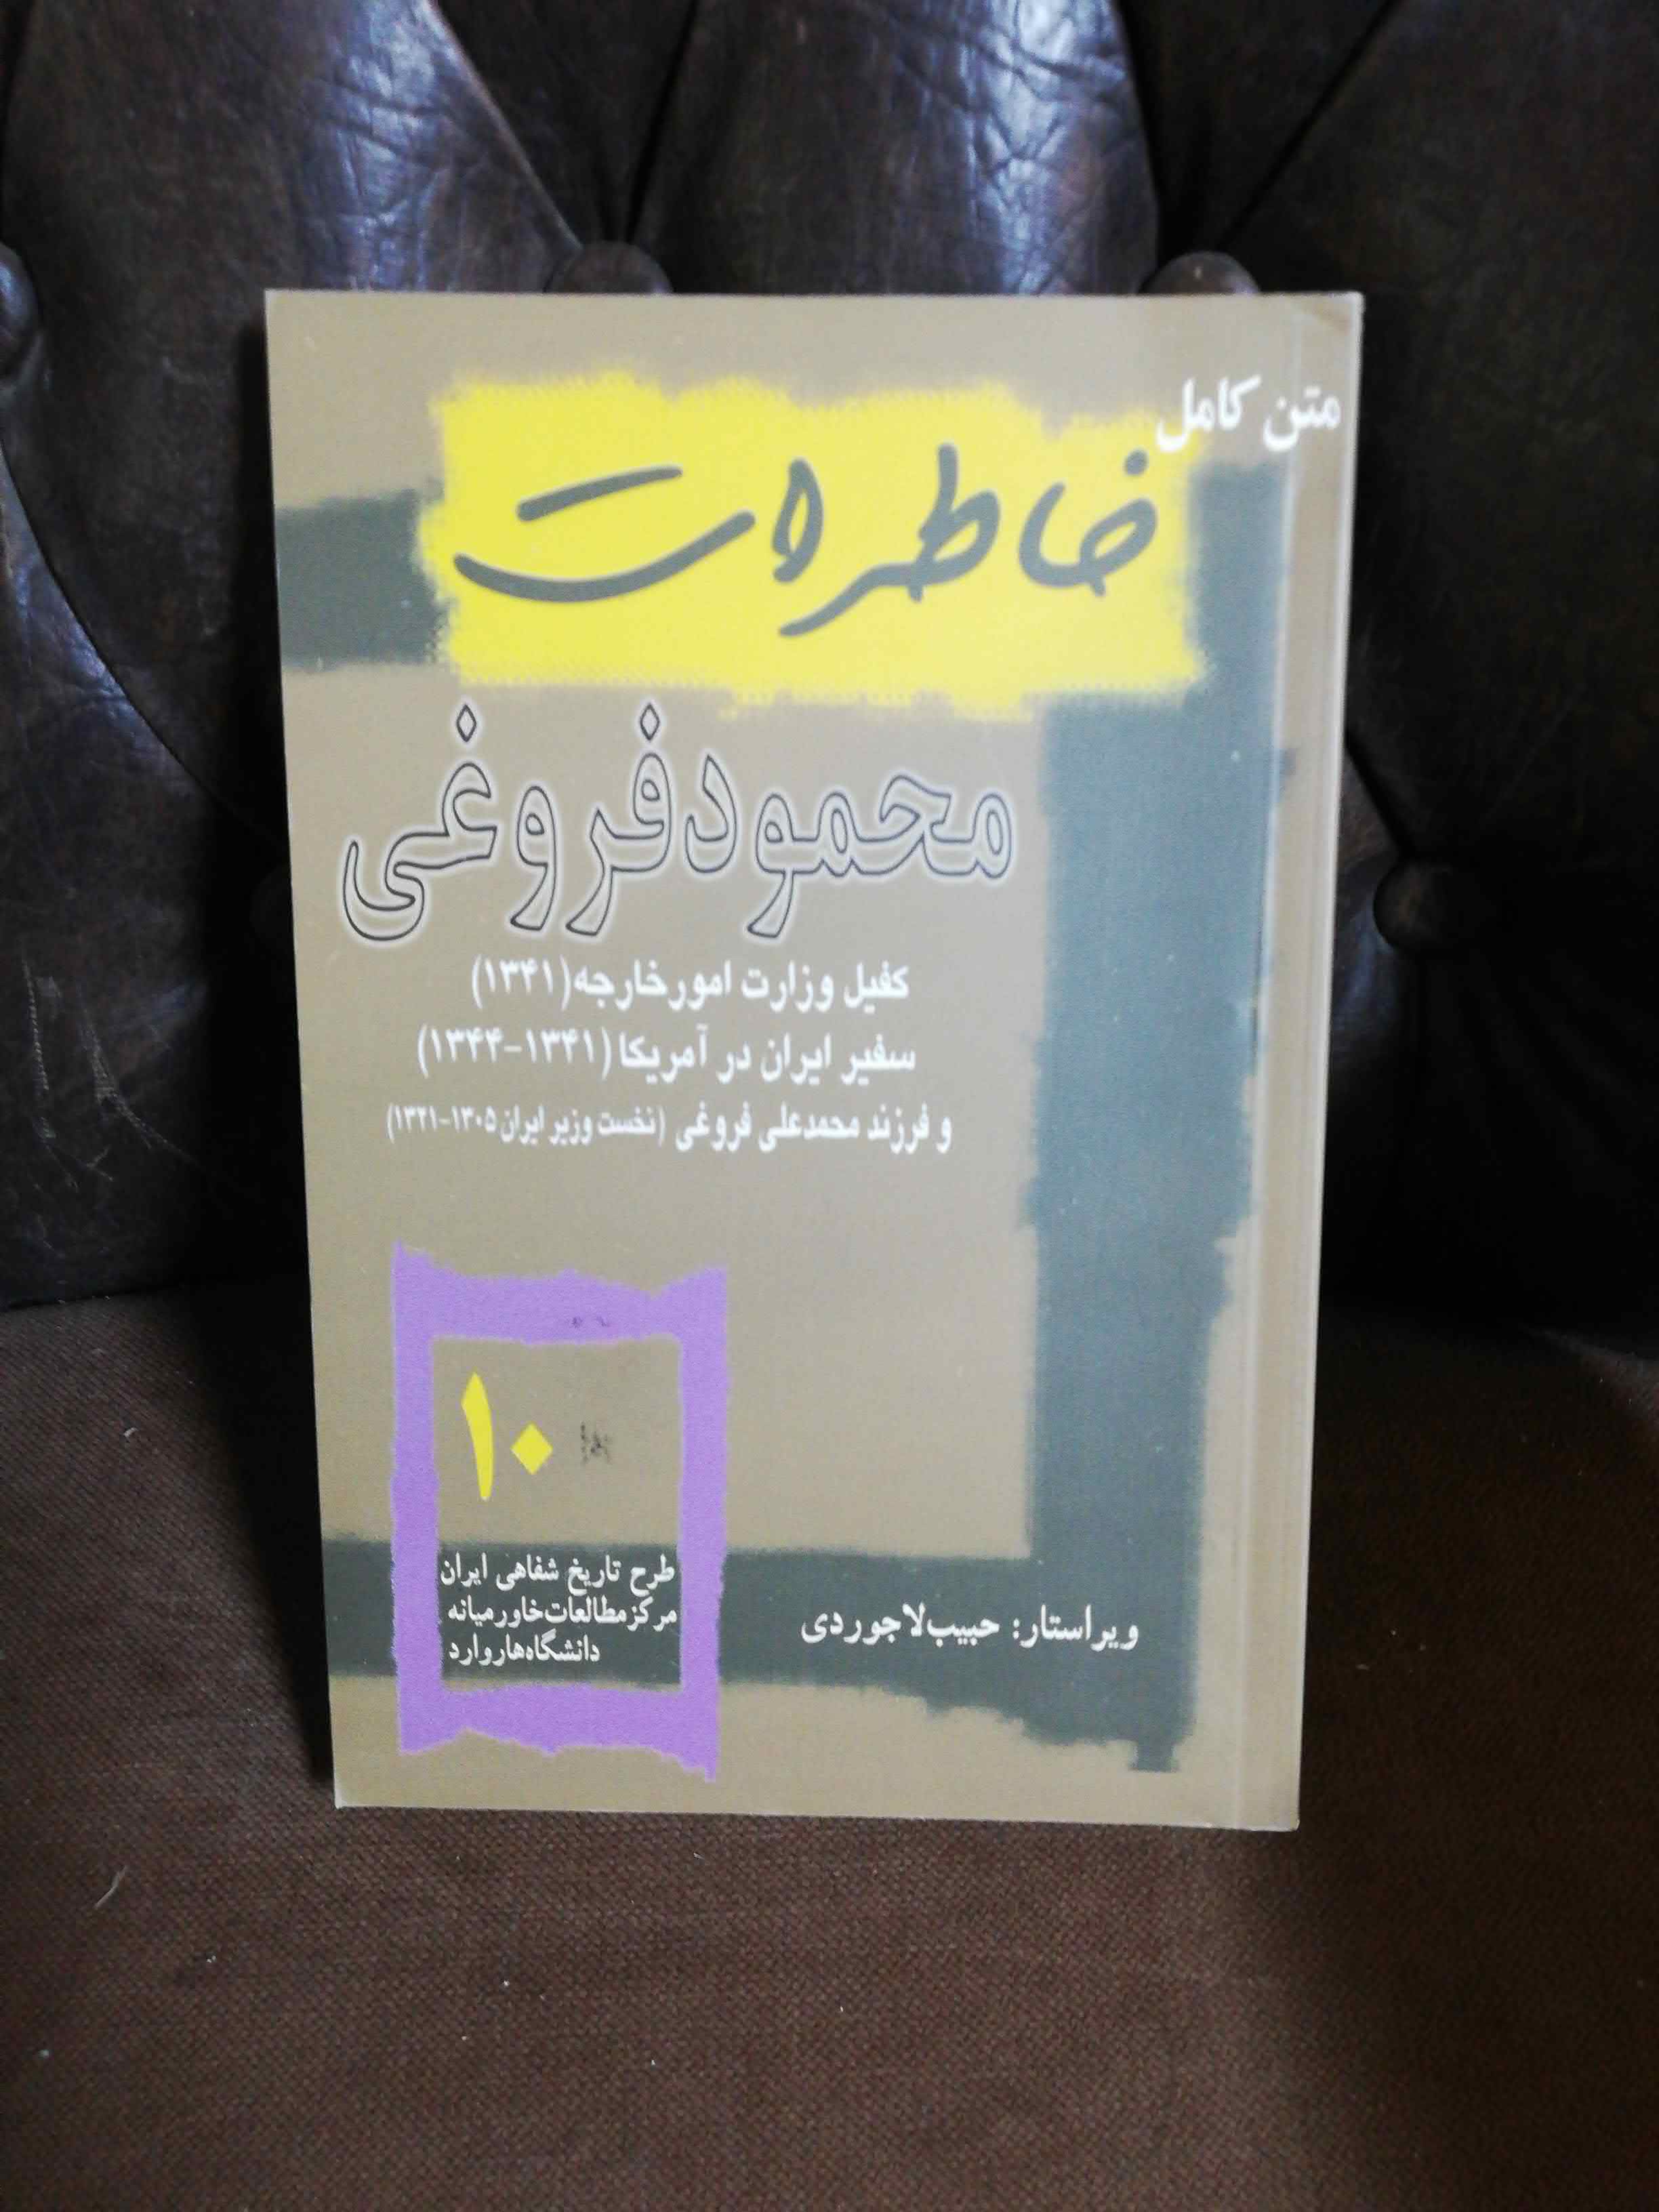 متن کامل
خاطرات
محمود فروغی
کفیل وزارت امور خارجه (۱۳۴۱)
سفیر ایران در آمریکا (۱۳۴۱-۱۳۴۴)
و فرزند محمدعلی فروغی (نخست وزیر ایران ۱۳۰۵-۱۳۲۱)
۱۰
طرح تاریخ شفاهی ایران
مرکز مطالعات خاورمیانه
دانشگاه هاروارد
ویراستار: حبیب لاجوردی